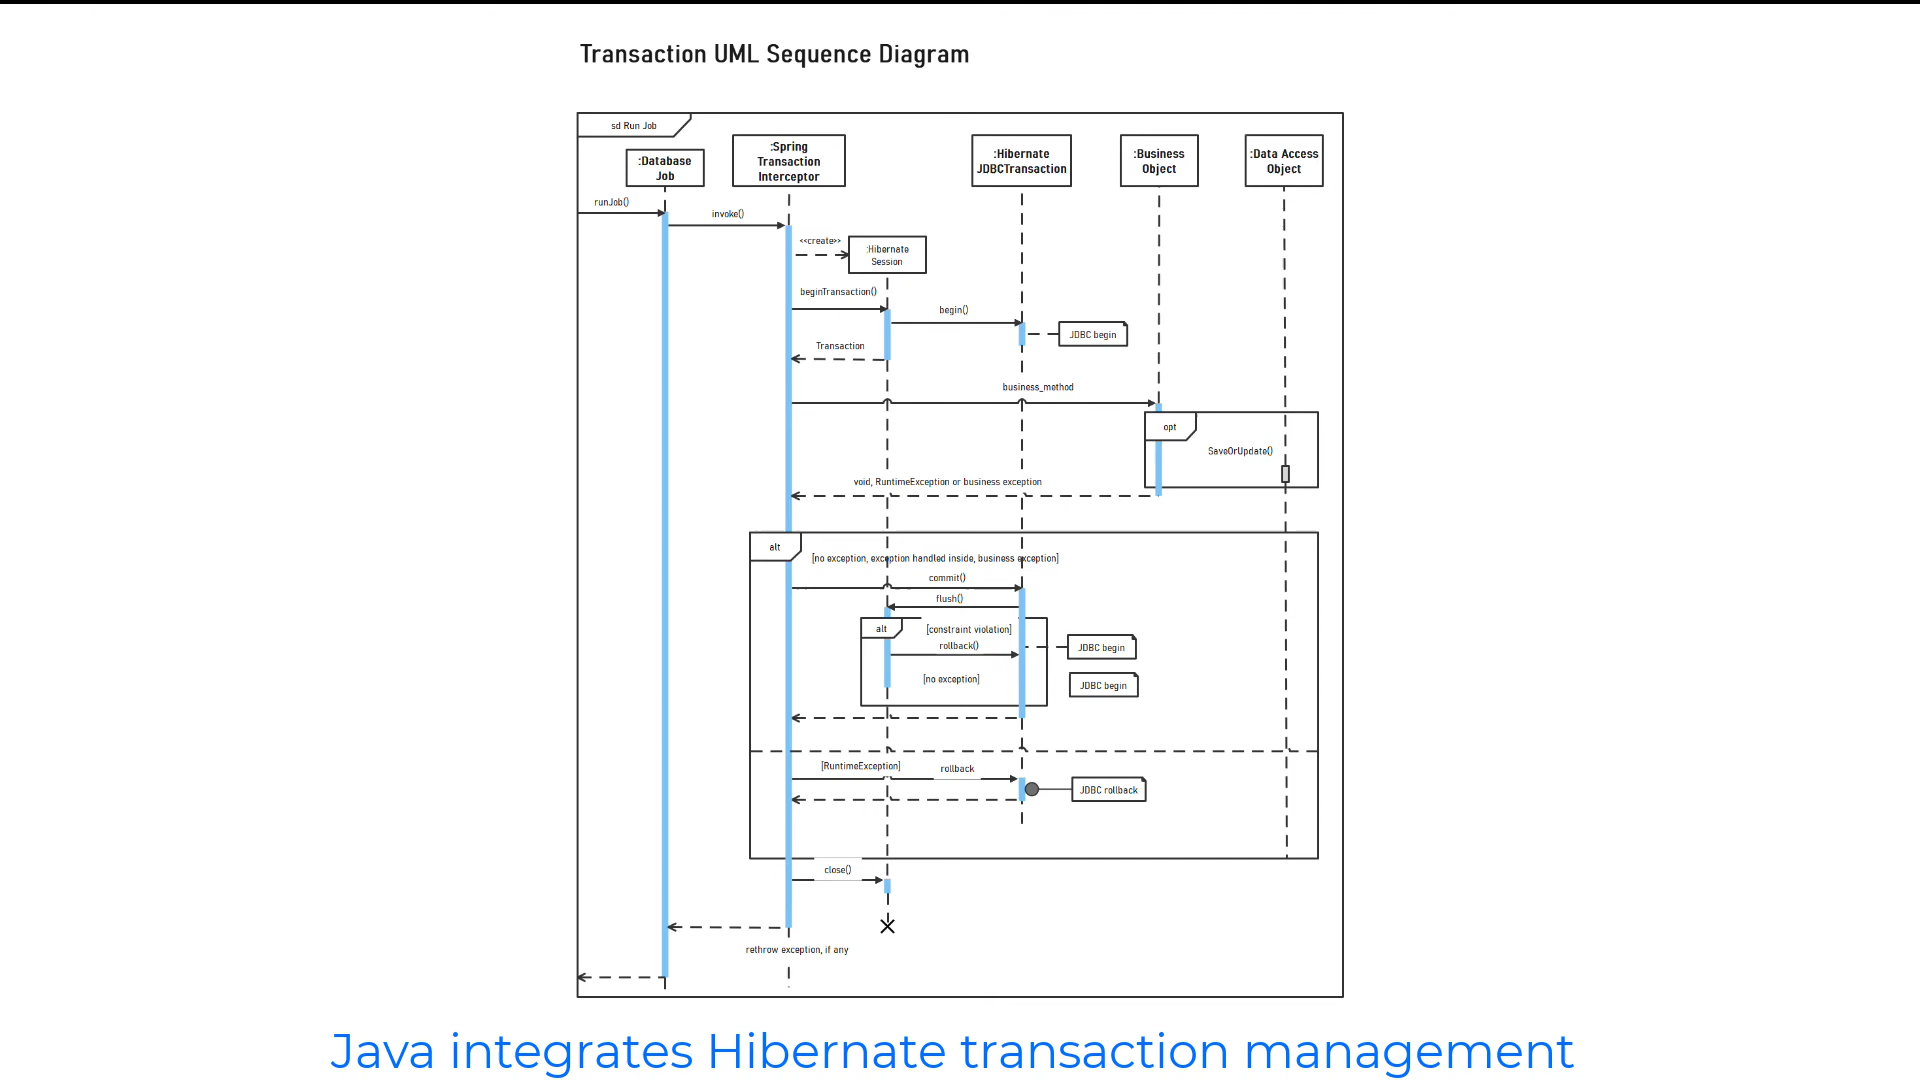 Transaction UML Sequence Diagram
sd Run Job
:Database
Job
:Spring
Transaction
Interceptor
:Hibernate
JDBCTransaction
:Business
Object
:Data Access
Object
runJob()
invoke()
<<create>>
:Hibernate
Session
beginTransaction()
begin()
JDBC begin
Transaction
business_method
opt
SaveOrUpdate()
void, RuntimeException or business exception
alt
[no exception, exception handled inside, business exception]
commit()
flush()
alt
[constraint violation]
rollback()
JDBC begin
[no exception]
JDBC begin
[RuntimeException]
rollback
JDBC rollback
close()
rethrow exception, if any
Java integrates Hibernate transaction management